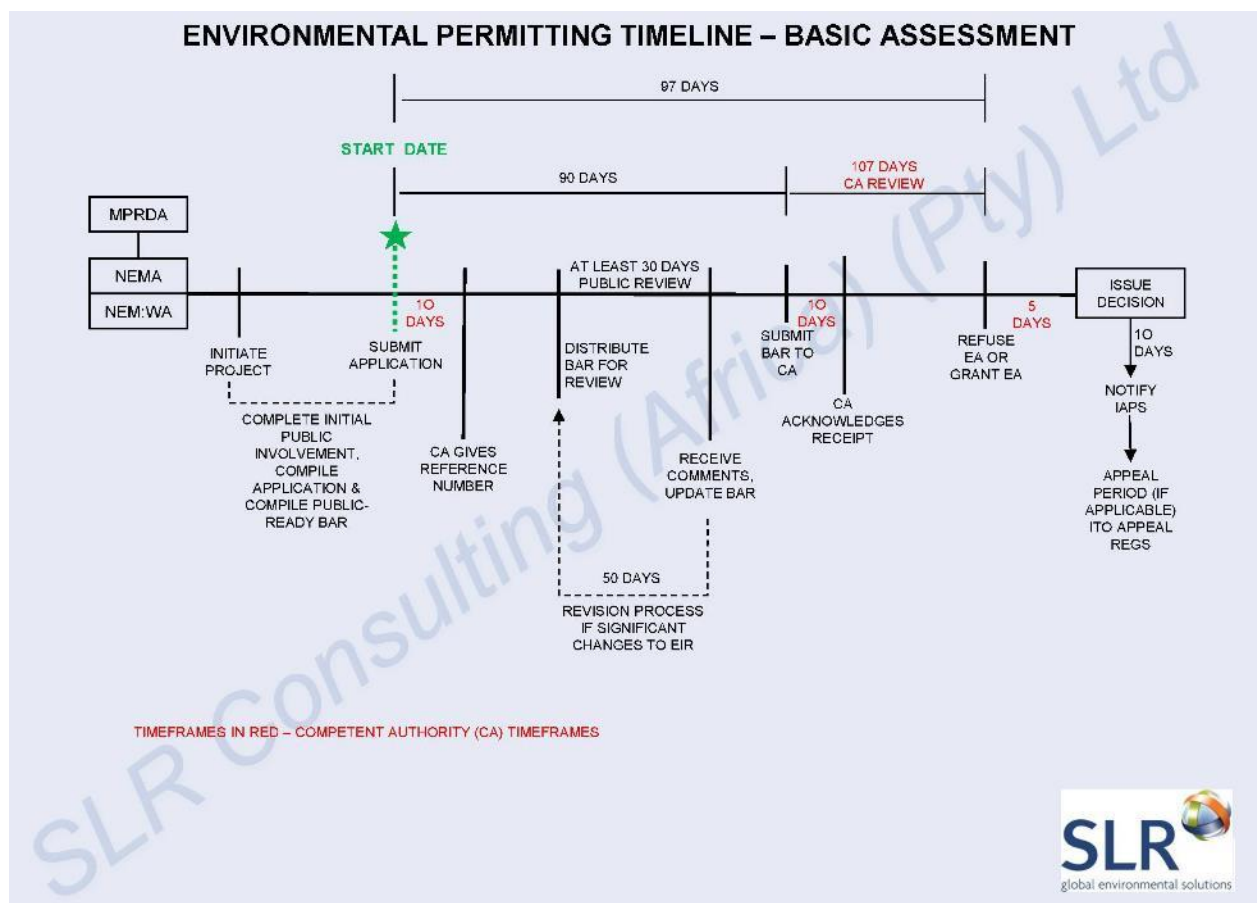 ENVIRONMENTAL PERMITTING TIMELINE – BASIC ASSESSMENT
97 DAYS
START DATE
90 DAYS
107 DAYS
CA REVIEW
MPRDA
NEMA
NEM:WA
AT LEAST 30 DAYS
PUBLIC REVIEW
10
DAYS
10
DAYS
5
DAYS
ISSUE
DECISION
INITIATE
PROJECT
SUBMIT
APPLICATION
DISTRIBUTE
BAR FOR
REVIEW
SUBMIT
BAR TO
CA
REFUSE
EA OR
GRANT EA
10
DAYS
NOTIFY
IAPS
COMPLETE INITIAL
PUBLIC
INVOLVEMENT,
COMPILE
APPLICATION &
COMPILE PUBLIC-
READY BAR
CA GIVES
REFERENCE
NUMBER
RECEIVE
COMMENTS,
UPDATE BAR
CA
ACKNOWLEDGES
RECEIPT
APPEAL
PERIOD (IF
APPLICABLE)
ITO APPEAL
REGS
50 DAYS
REVISION PROCESS
IF SIGNIFICANT
CHANGES TO EIR
TIMEFRAMES IN RED – COMPETENT AUTHORITY (CA) TIMEFRAMES
SLR Consulting (Africa) (Pty) Ltd
SLR
global environmental solutions